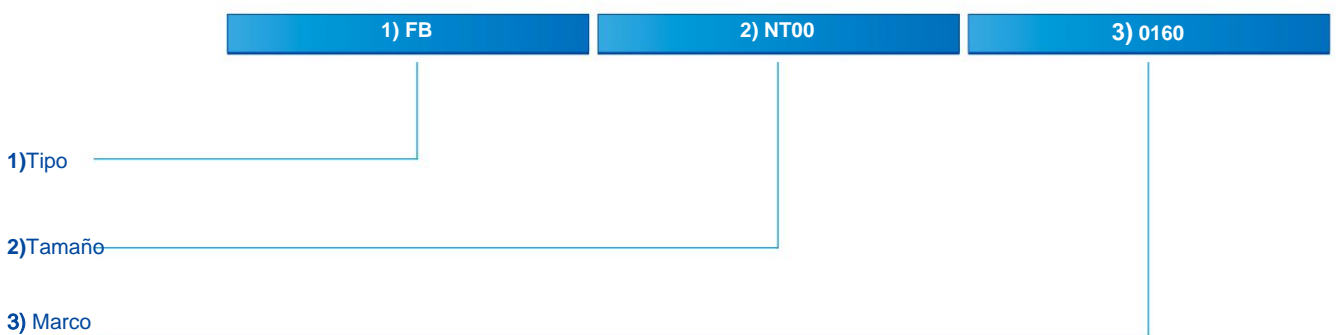 1) FB
2) NT00
3) 0160
1)Tipo
2)Tamaño
3) Marco